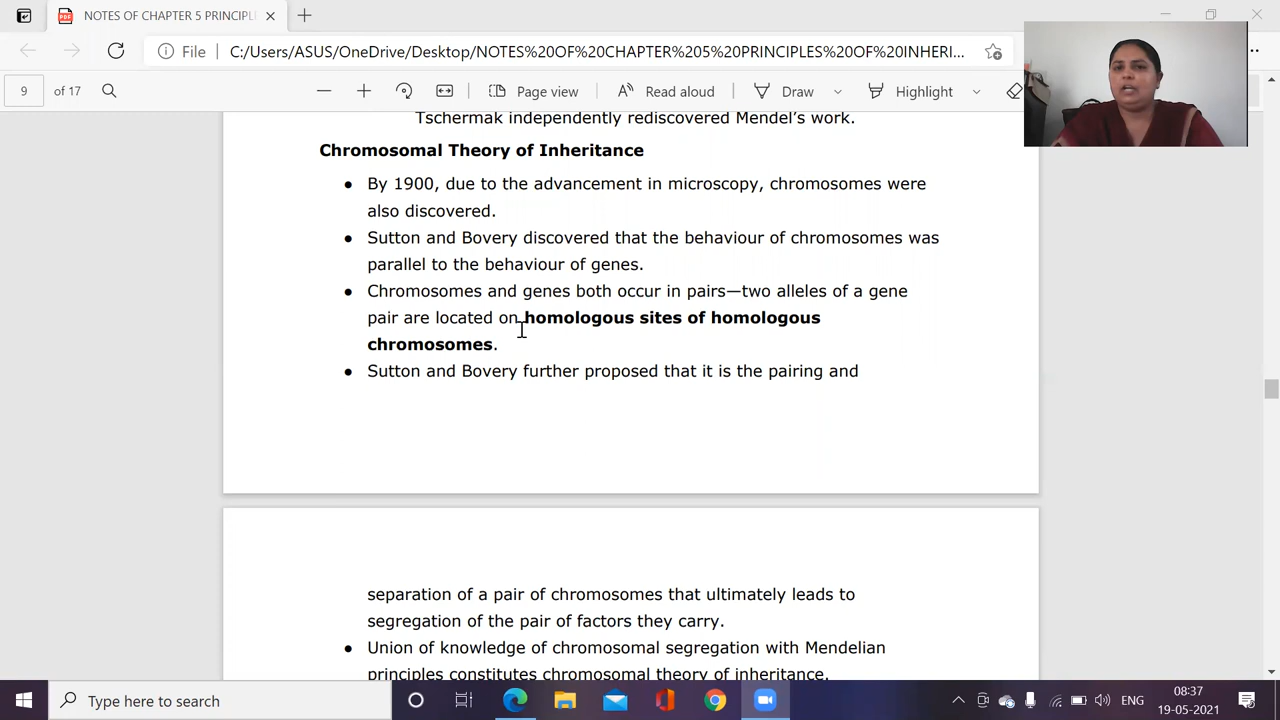 NOTES OF CHAPTER 5 PRINCIPL
File
C:/Users/ASUS/OneDrive/Desktop/NOTES%20OF%20CHAPTER%205%20PRINCIPLES%20OF%20INHERI...
9 of 17
Page view
Read aloud
Draw
Highlight
Tschermak independently rediscovered Mendel's work.
Chromosomal Theory of Inheritance
● By 1900, due to the advancement in microscopy, chromosomes were
also discovered.
● Sutton and Bovery discovered that the behaviour of chromosomes was
parallel to the behaviour of genes.
● Chromosomes and genes both occur in pairs—two alleles of a gene
pair are located on homologous sites of homologous
chromosomes.
● Sutton and Bovery further proposed that it is the pairing and
separation of a pair of chromosomes that ultimately leads to
segregation of the pair of factors they carry.
● Union of knowledge of chromosomal segregation with Mendelian
principles constitutes chromosomal theory of inheritance.
Type here to search
ENG
08:37
19-05-2021